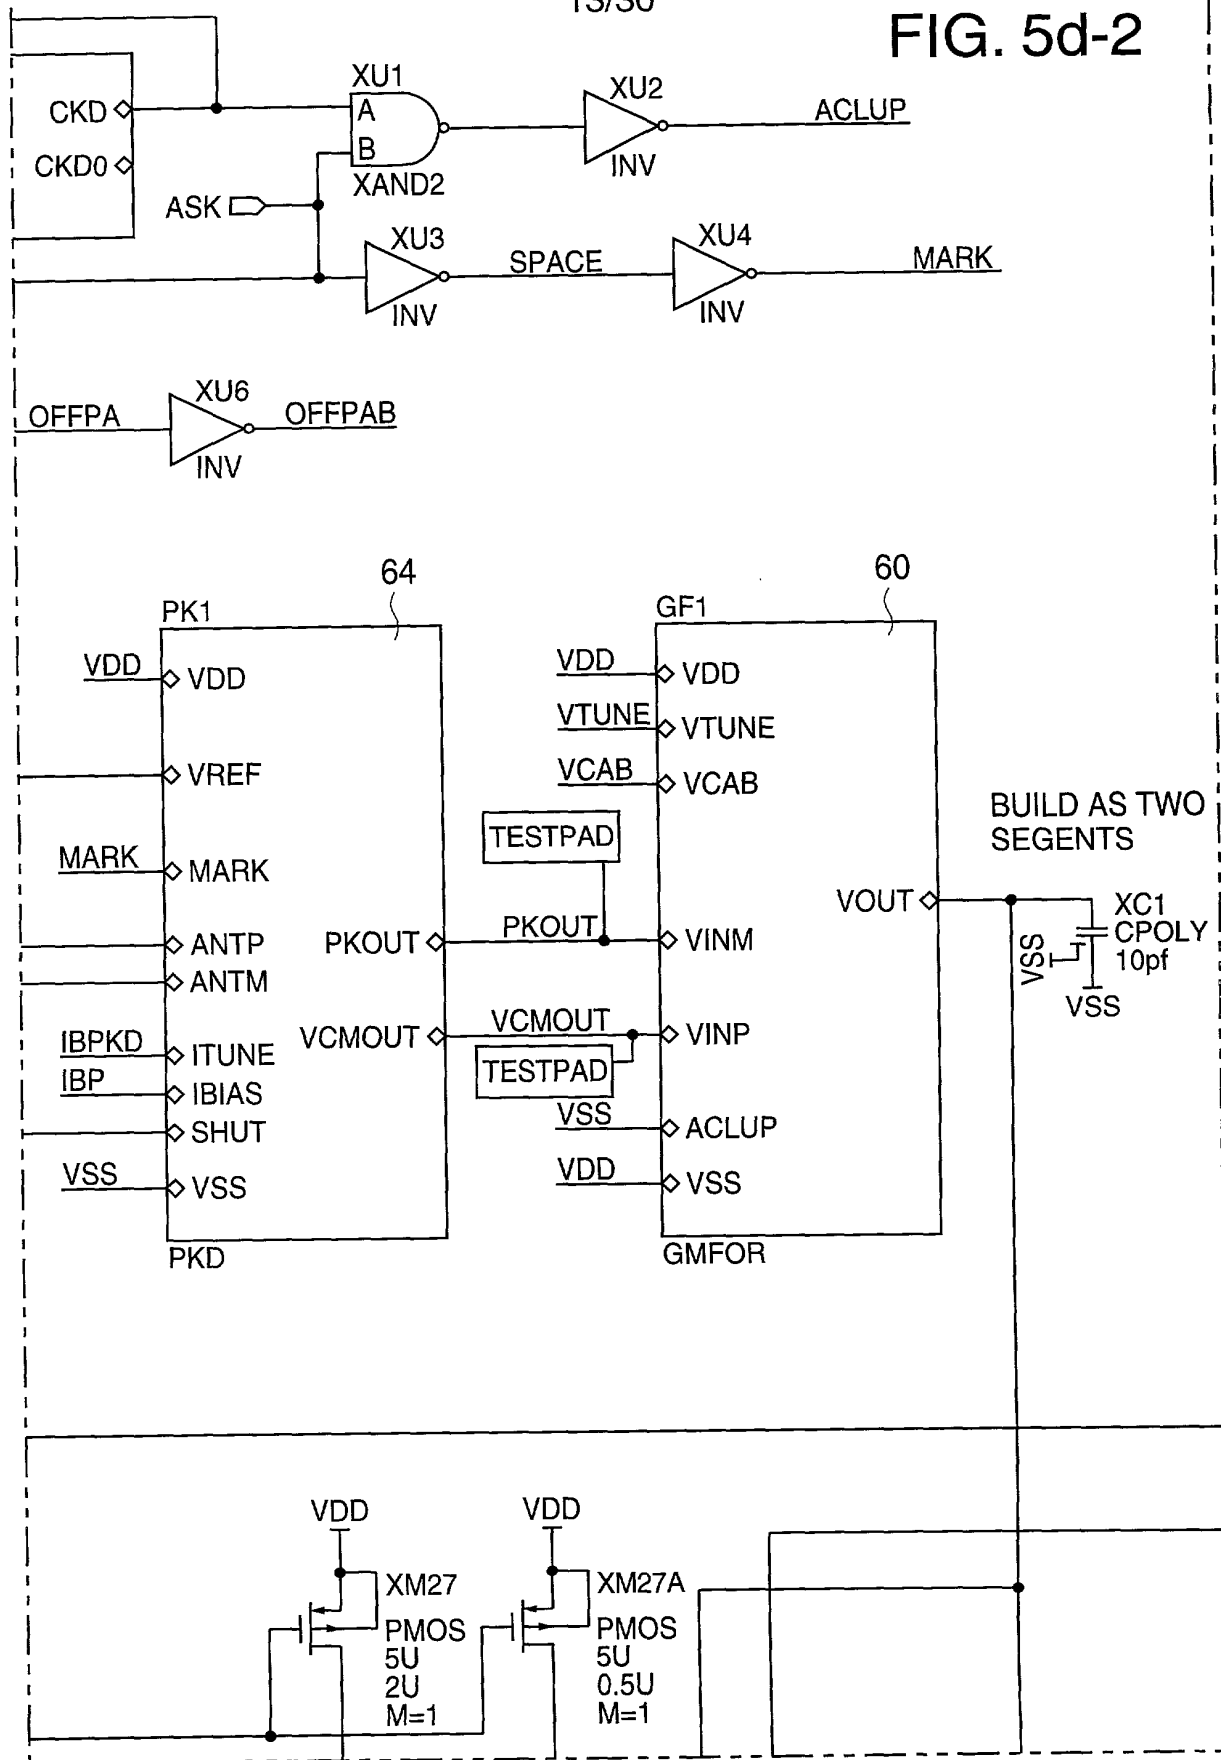 13/30
FIG. 5d-2
XU1
XU2
CKD
A
ACLUP
B
CKD0
XAND2
INV
ASK
XU3
XU4
SPACE
MARK
INV
INV
XU6
OFFPA
OFFPAB
INV
64
60
PK1
GF1
VDD
VDD
VDD
VDD
VTUNE
VTUNE
VREF
VCAB
VCAB
BUILD AS TWO
SEGENTS
TESTPAD
MARK
MARK
VOUT
XC1
CPOLY
10pf
VSS
VSS
ANTP
PKOUT
PKOUT
VINM
ANTM
VCMOUT
VCMOUT
VINP
IBPKD
ITUNE
TESTPAD
IBP
IBIAS
SHUT
VSS
ACLUP
VSS
VSS
VDD
VSS
PKD
GMFOR
VDD
VDD
XM27
PMOS
5U
2U
M=1
XM27A
PMOS
5U
0.5U
M=1